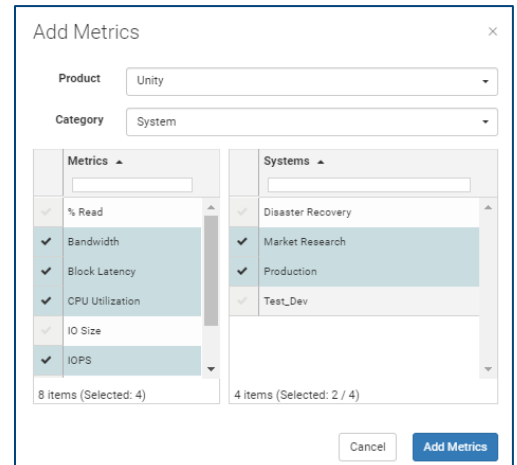 Add Metrics ×
Product Unity
Category System
Metrics Systems
% Read Disaster Recovery
Bandwidth Market Research
Block Latency Production
CPU Utilization Test_Dev
IO Size
IOPS
8 items (Selected: 4) 4 items (Selected: 2 / 4)
Cancel Add Metrics